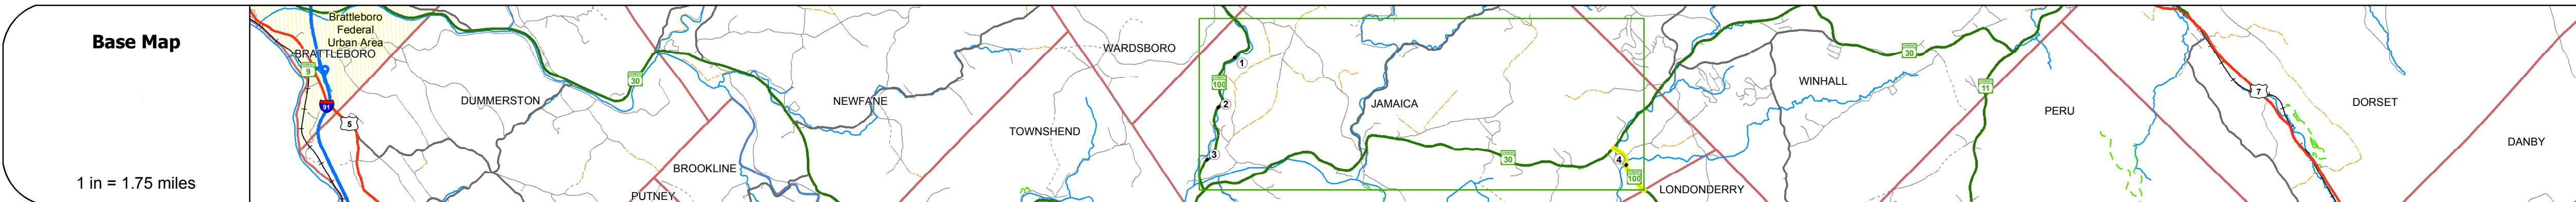 Base Map
1 in = 1.75 miles
Brattleboro
Federal
Urban Area
BRATTLEBORO
9
91
5
DUMMERSTON
30
PUTNEY
BROOKLINE
NEWFANE
TOWNSHEND
WARDSBORO
1
100
2
3
JAMAICA
30
4
100
LONDONDERRY
WINHALL
30
11
PERU
7
DORSET
DANBY